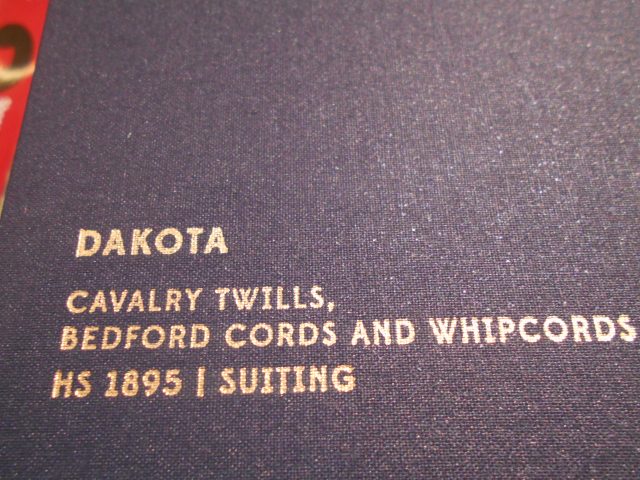 DAKOTA
CAVALRY TWILLS,
BEDFORD CORDS AND WHIPCORDS
HS 1895 | SUITING